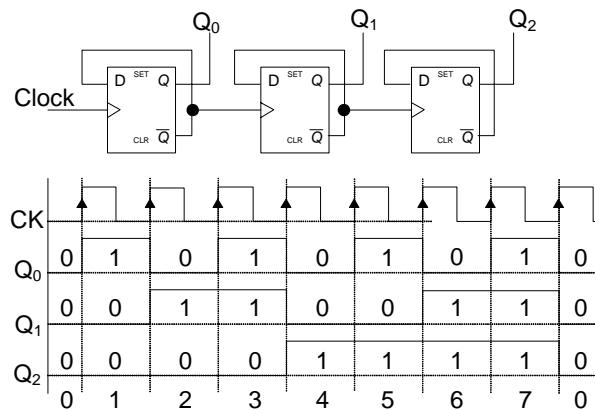 Q0 Q1 Q2
D SET Q D SET Q D SET Q
Clock
CLR Q CLR Q CLR Q
CK
Q0 0 1 0 1 0 1 0 1 0
Q1 0 0 1 1 0 0 1 1 0
Q2 0 0 0 0 1 1 1 1 0
0 1 2 3 4 5 6 7 0